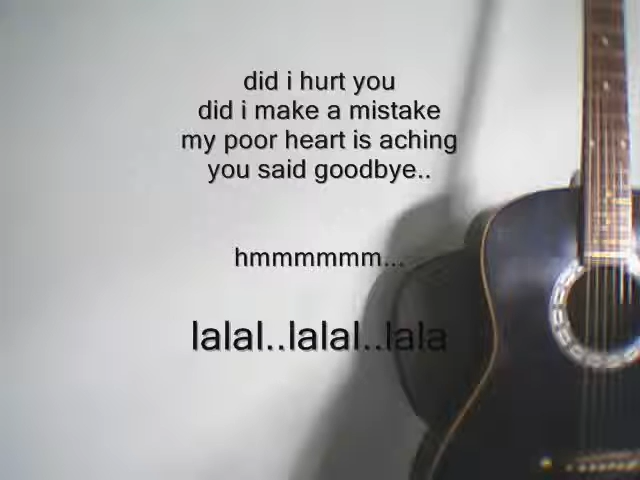 did i hurt you
did i make a mistake
my poor heart is aching
you said goodbye..
hmmmmmm...
lalal..lalal..lala